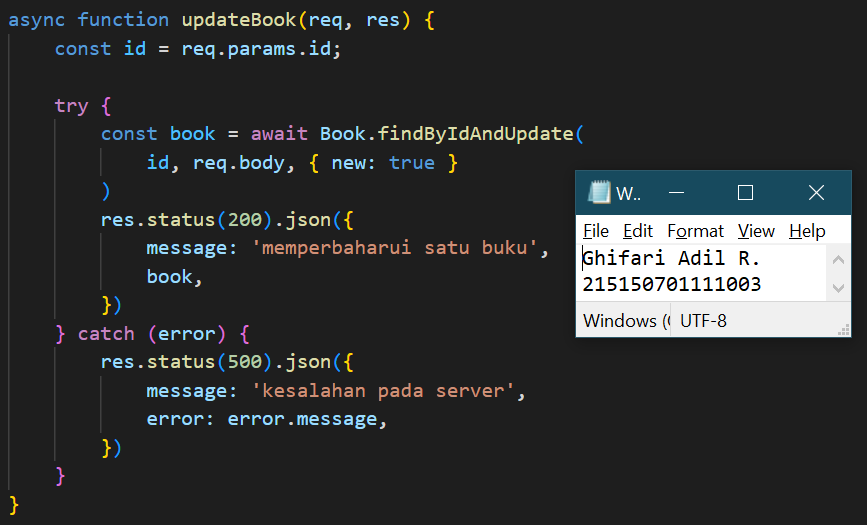 async function updateBook(req, res) {
    const id = req.params.id;
    try {
        const book = await Book.findByIdAndUpdate(
            id, req.body, { new: true }
        )
        res.status(200).json({
            message: 'memperbaharui satu buku',
            book,
        })
    } catch (error) {
        res.status(500).json({
            message: 'kesalahan pada server',
            error: error.message,
        })
    }
}
W..
File Edit Format View Help
Ghifari Adil R.
215150701111003
Windows (
UTF-8